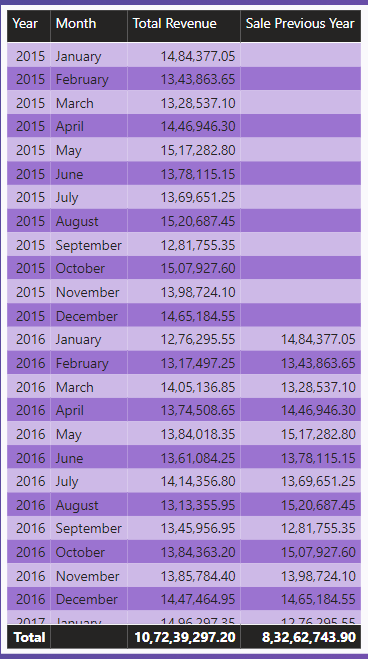 Year Month Total Revenue Sale Previous Year
2015 January 14,84,377.05
2015 February 13,43,863.65
2015 March 13,28,537.10
2015 April 14,46,946.30
2015 May 15,17,282.80
2015 June 13,78,115.15
2015 July 13,69,651.25
2015 August 15,20,687.45
2015 September 12,81,755.35
2015 October 15,07,927.60
2015 November 13,98,724.10
2015 December 14,65,184.55
2016 January 12,76,295.55 14,84,377.05
2016 February 13,17,497.25 13,43,863.65
2016 March 14,05,136.85 13,28,537.10
2016 April 13,74,508.65 14,46,946.30
2016 May 13,84,018.35 15,17,282.80
2016 June 13,61,084.25 13,78,115.15
2016 July 14,14,356.80 13,69,651.25
2016 August 13,13,355.95 15,20,687.45
2016 September 13,45,956.95 12,81,755.35
2016 October 13,84,363.20 15,07,927.60
2016 November 13,85,784.40 13,98,724.10
2016 December 14,47,464.95 14,65,184.55
2017 January 14,96,297.35 12,76,295.55
Total 10,72,39,297.20 8,32,62,743.90